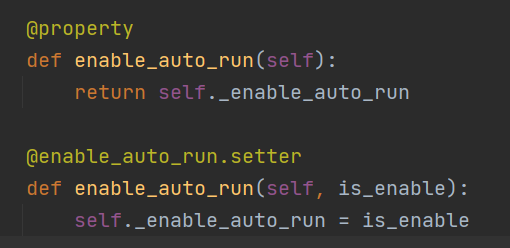 @property
def enable_auto_run(self):
    return self._enable_auto_run

@enable_auto_run.setter
def enable_auto_run(self, is_enable):
    self._enable_auto_run = is_enable